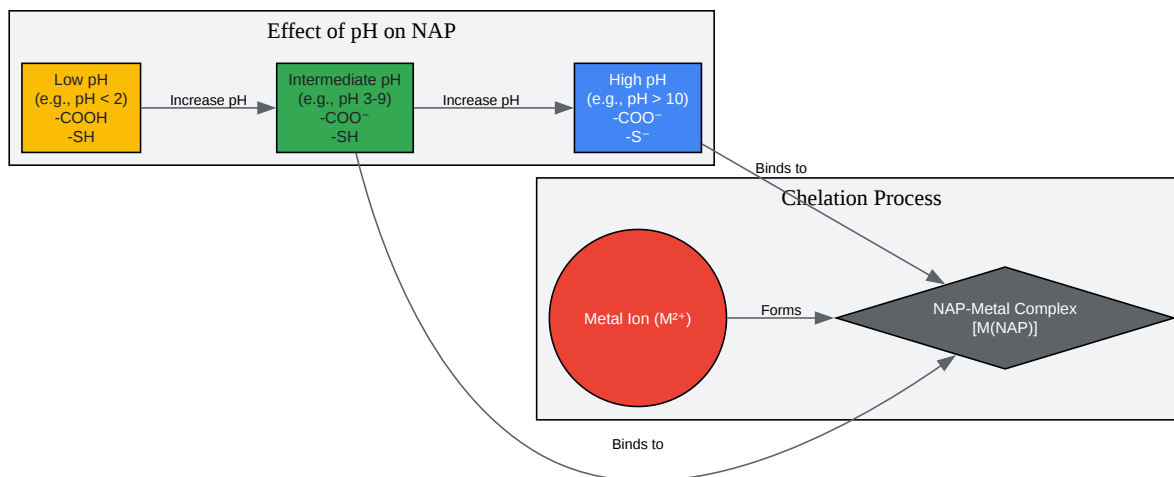 Effect of pH on NAP
Low pH
(e.g., pH < 2)
-COOH
-SH
Increase pH
Intermediate pH
(e.g., pH 3-9)
-COO⁻
-SH
Increase pH
High pH
(e.g., pH > 10)
-COO⁻
-S⁻
Binds to
Chelation Process
Metal Ion (M²⁺)
Forms
NAP-Metal Complex
[M(NAP)]
Binds to